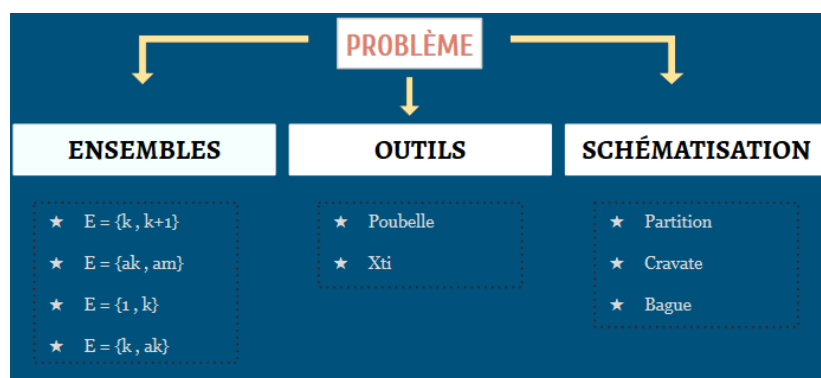 PROBLÈME
ENSEMBLES
★ E = {k , k+1}
★ E = {ak , am}
★ E = {1 , k}
★ E = {k , ak}
OUTILS
★ Poubelle
★ Xti
SCHÉMATISATION
★ Partition
★ Cravate
★ Bague